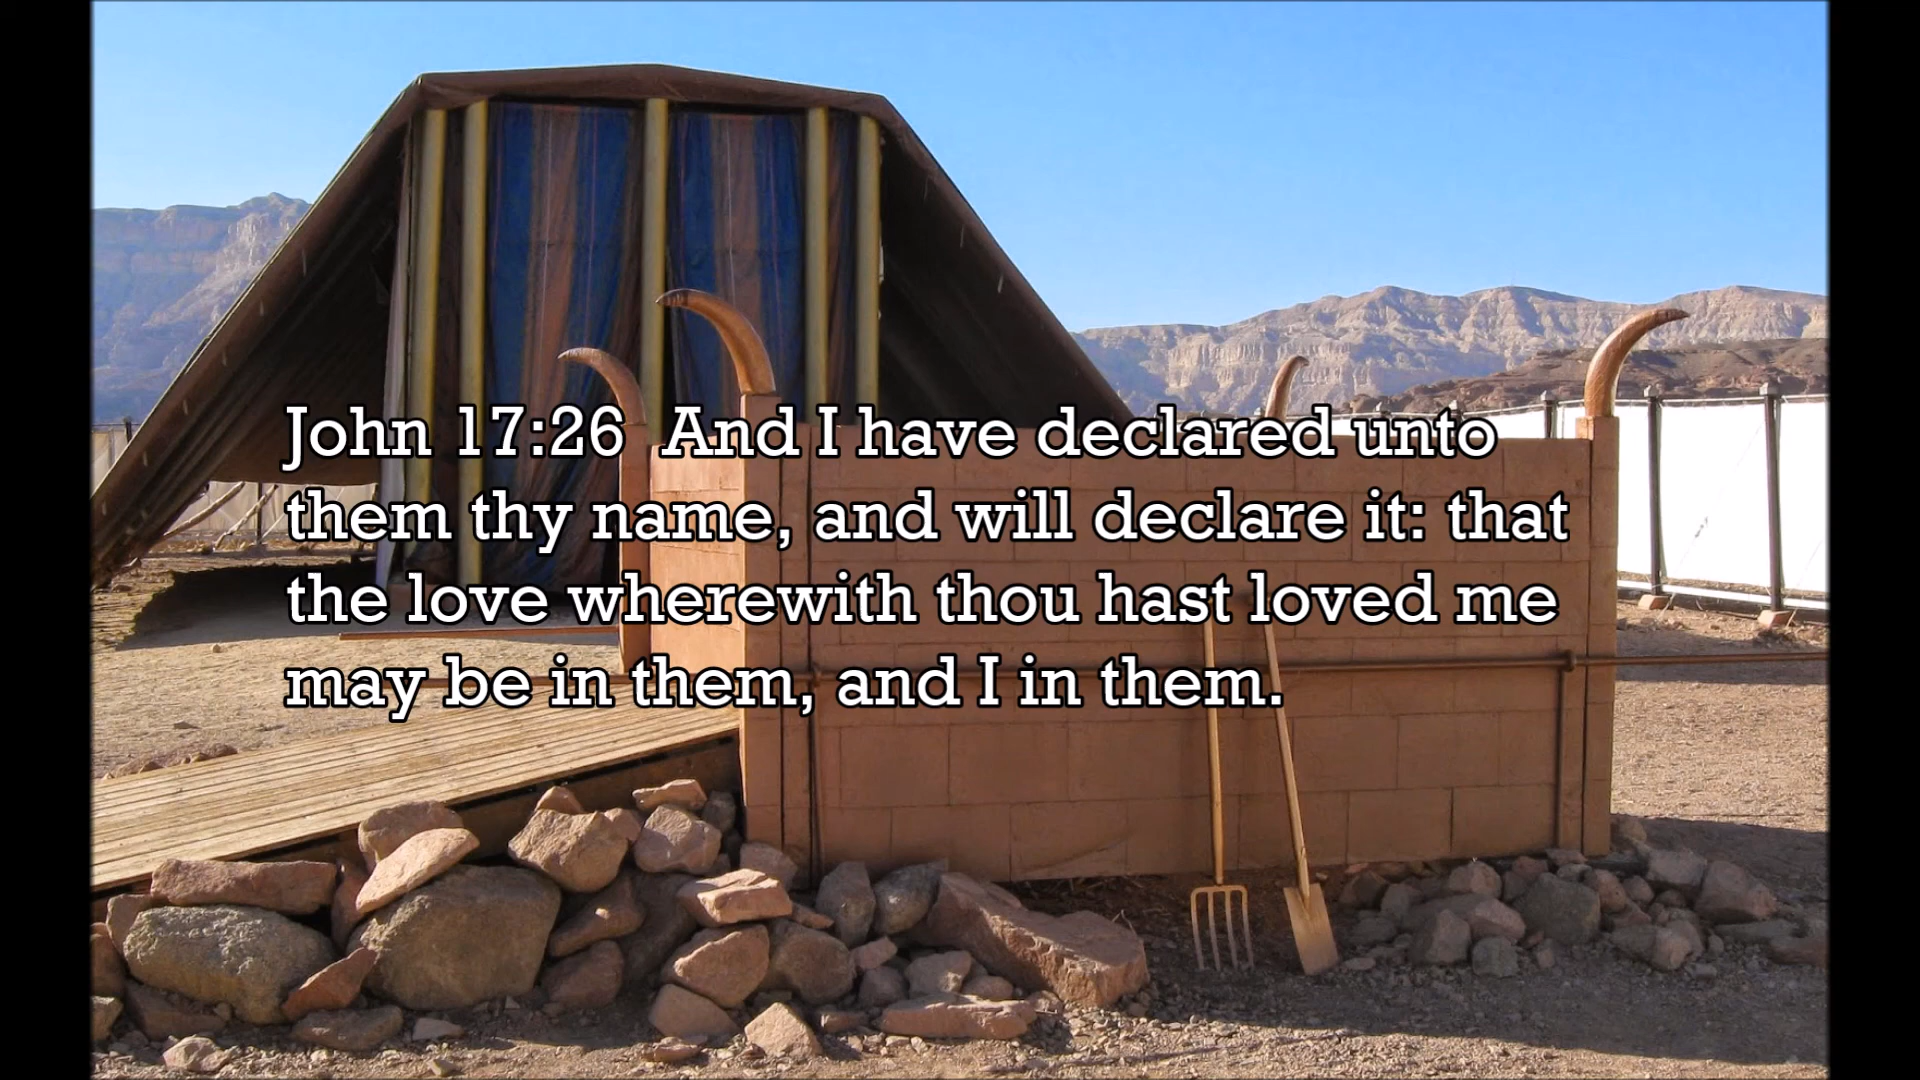 John 17:26  And I have declared unto
them thy name, and will declare it: that
the love wherewith thou hast loved me
may be in them, and I in them.